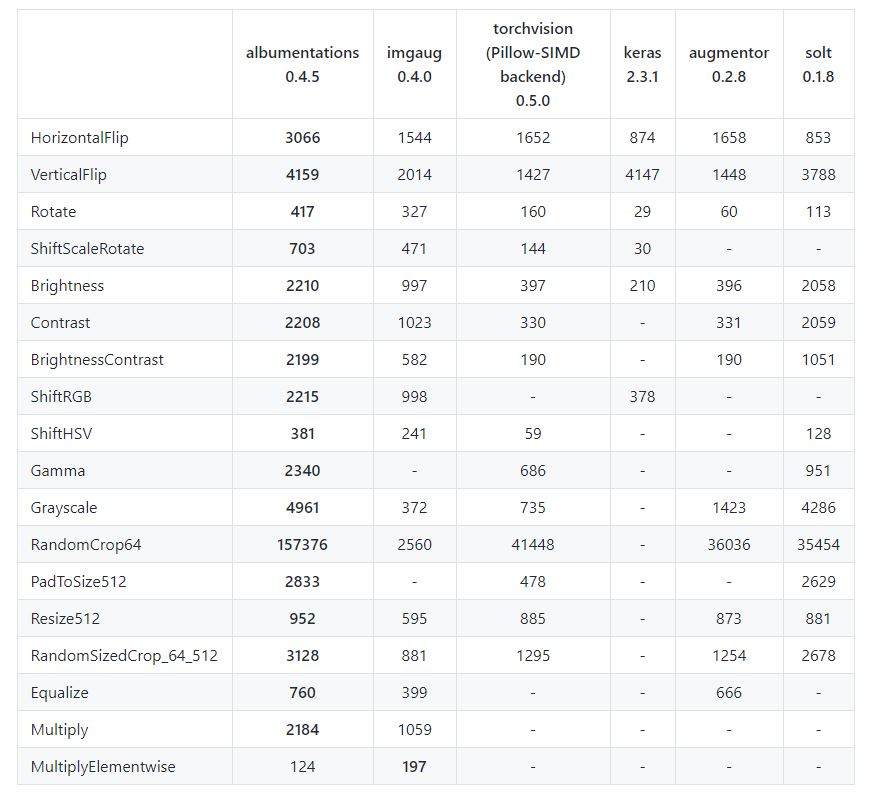 albumentations 0.4.5 imgaug 0.4.0 torchvision (Pillow-SIMD backend) 0.5.0 keras 2.3.1 augmentor 0.2.8 solt 0.1.8
HorizontalFlip 3066 1544 1652 874 1658 853
VerticalFlip 4159 2014 1427 4147 1448 3788
Rotate 417 327 160 29 60 113
ShiftScaleRotate 703 471 144 30 - -
Brightness 2210 997 397 210 396 2058
Contrast 2208 1023 330 - 331 2059
BrightnessContrast 2199 582 190 - 190 1051
ShiftRGB 2215 998 - 378 - -
ShiftHSV 381 241 59 - - 128
Gamma 2340 - 686 - - 951
Grayscale 4961 372 735 - 1423 4286
RandomCrop64 157376 2560 41448 - 36036 35454
PadToSize512 2833 - 478 - - 2629
Resize512 952 595 885 - 873 881
RandomSizedCrop_64_512 3128 881 1295 - 1254 2678
Equalize 760 399 - - 666 -
Multiply 2184 1059 - - - -
MultiplyElementwise 124 197 - - - -